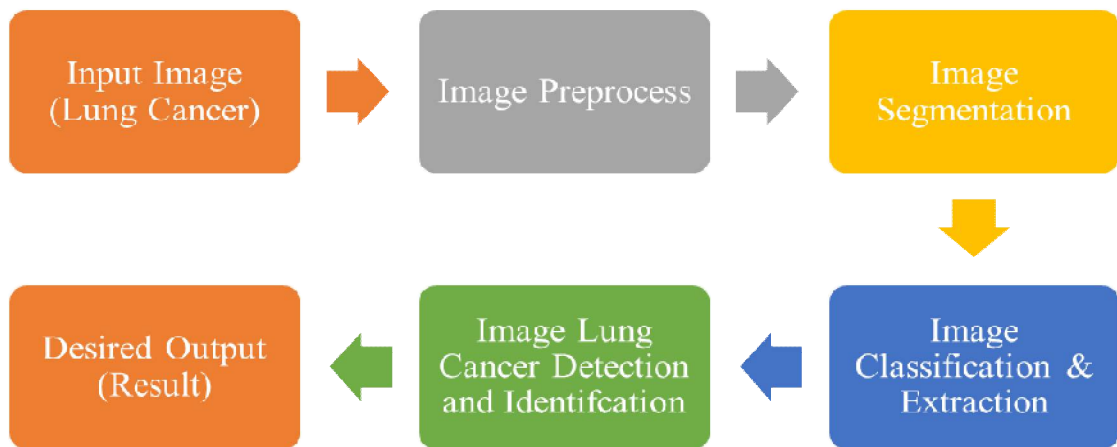 Input Image
(Lung Cancer)
Image Preprocess
Image
Segmentation
Image
Classification &
Extraction
Image Lung
Cancer Detection
and Identifcation
Desired Output
(Result)